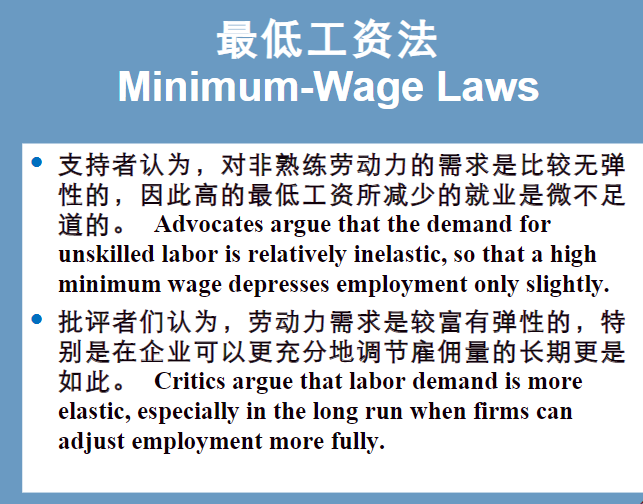 最低工资法
Minimum-Wage Laws
支持者认为，对非熟练劳动力的需求是比较无弹
性的，因此高的最低工资所减少的就业是微不足
道的。 Advocates argue that the demand for
unskilled labor is relatively inelastic, so that a high
minimum wage depresses employment only slightly.
批评者们认为，劳动力需求是较富有弹性的，特
别是在企业可以更充分地调节雇佣量的长期更是
如此。 Critics argue that labor demand is more
elastic, especially in the long run when firms can
adjust employment more fully.